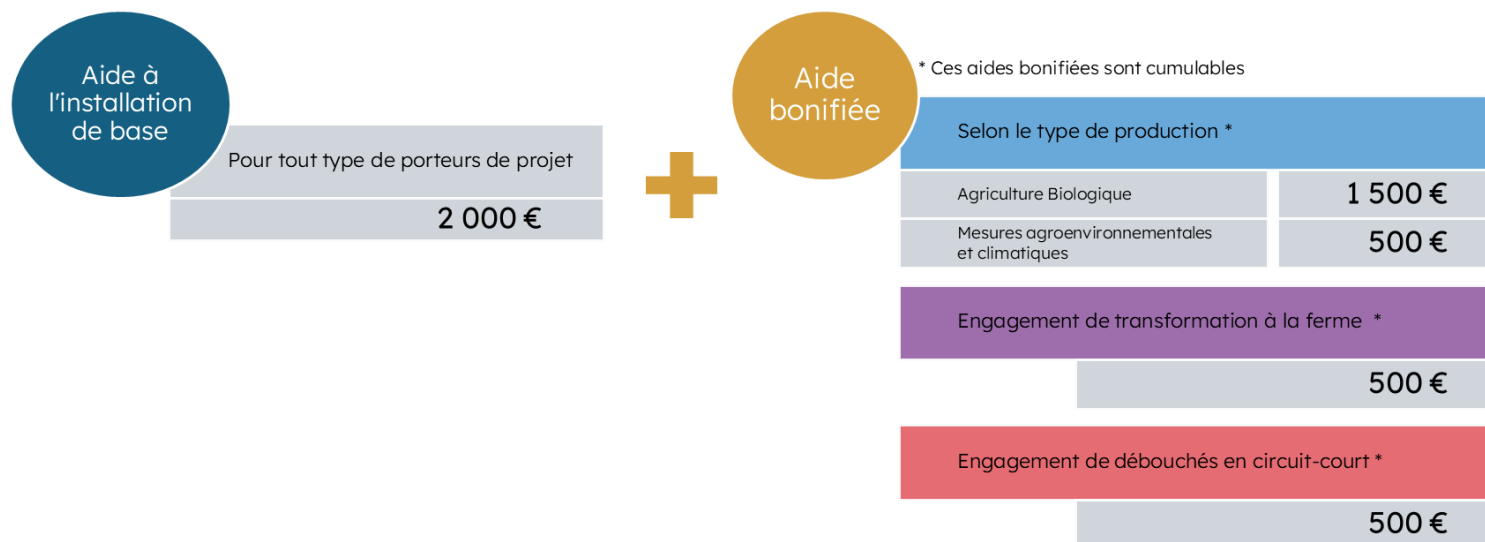 Aide à
l'installation
de base
Pour tout type de porteurs de projet
2 000 €
Aide
bonifiée
* Ces aides bonifiées sont cumulables
Selon le type de production *
Agriculture Biologique
1 500 €
Mesures agroenvironnementales
et climatiques
500 €
Engagement de transformation à la ferme *
500 €
Engagement de débouchés en circuit-court *
500 €